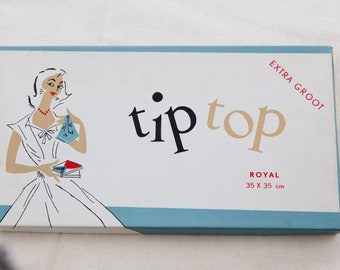 EXTRA GROOT
tip top
ROYAL
35 X 35 cm